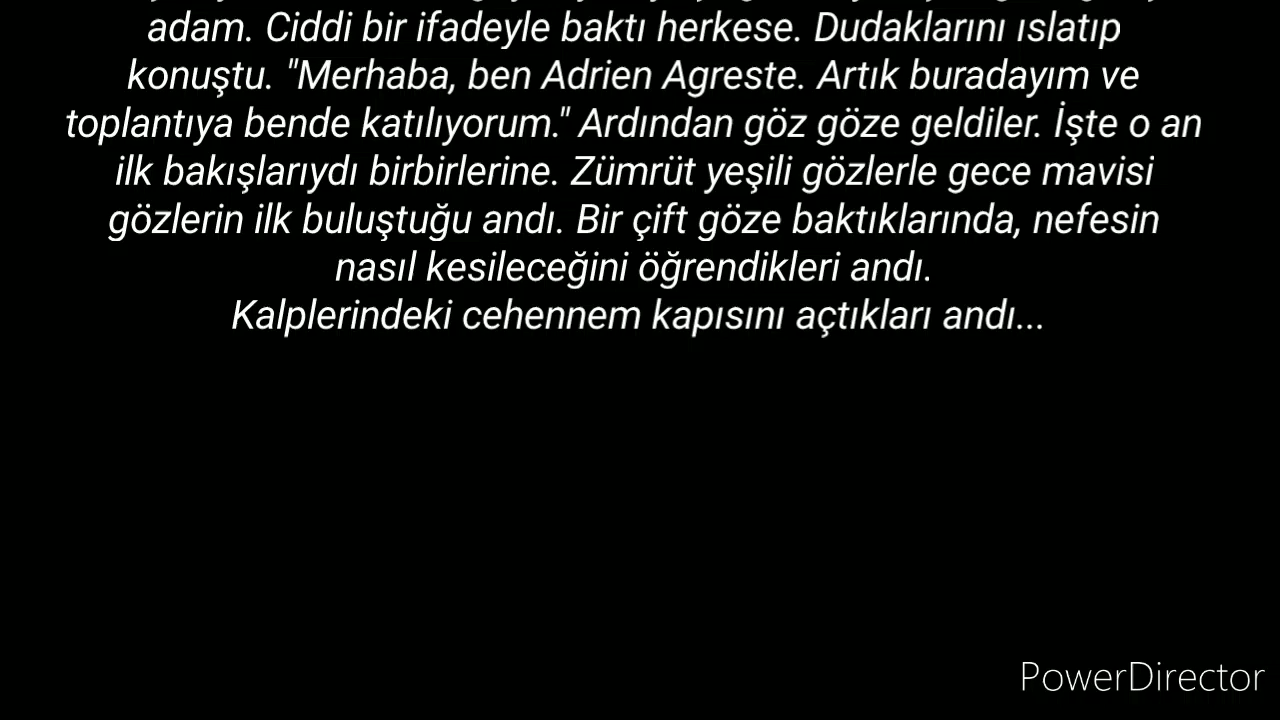 adam. Ciddi bir ifadeyle baktı herkese. Dudaklarını ıslatıp
konuştu. "Merhaba, ben Adrien Agreste. Artık buradayım ve
toplantıya bende katılıyorum." Ardından göz göze geldiler. İşte o an
ilk bakışlarıydı birbirlerine. Zümrüt yeşili gözlerle gece mavisi
gözlerin ilk buluştuğu andı. Bir çift göze baktıklarında, nefesin
nasıl kesileceğini öğrendikleri andı.
Kalplerindeki cehennem kapısını açtıkları andı...
PowerDirector